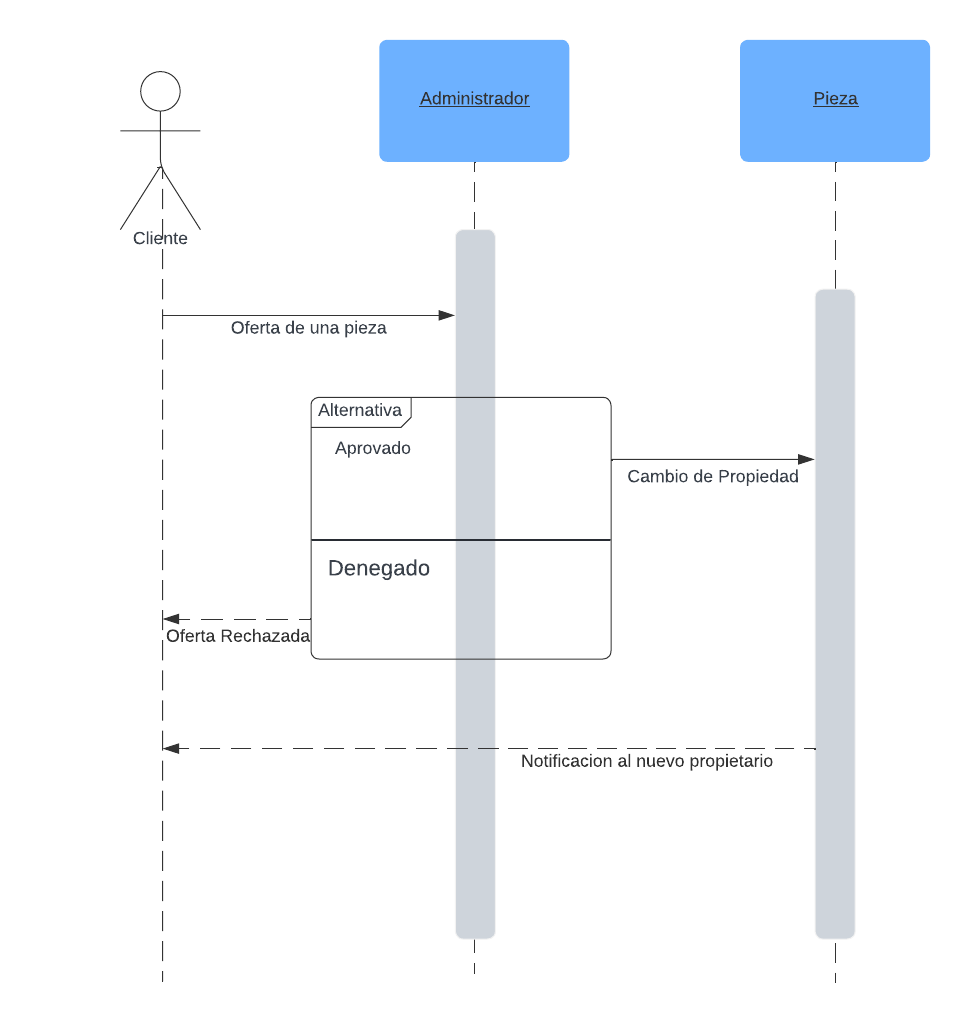 Administrador
Pieza
Cliente
Oferta de una pieza
Alternativa
Aprovado
Cambio de Propiedad
Denegado
Oferta Rechazada
Notificacion al nuevo propietario